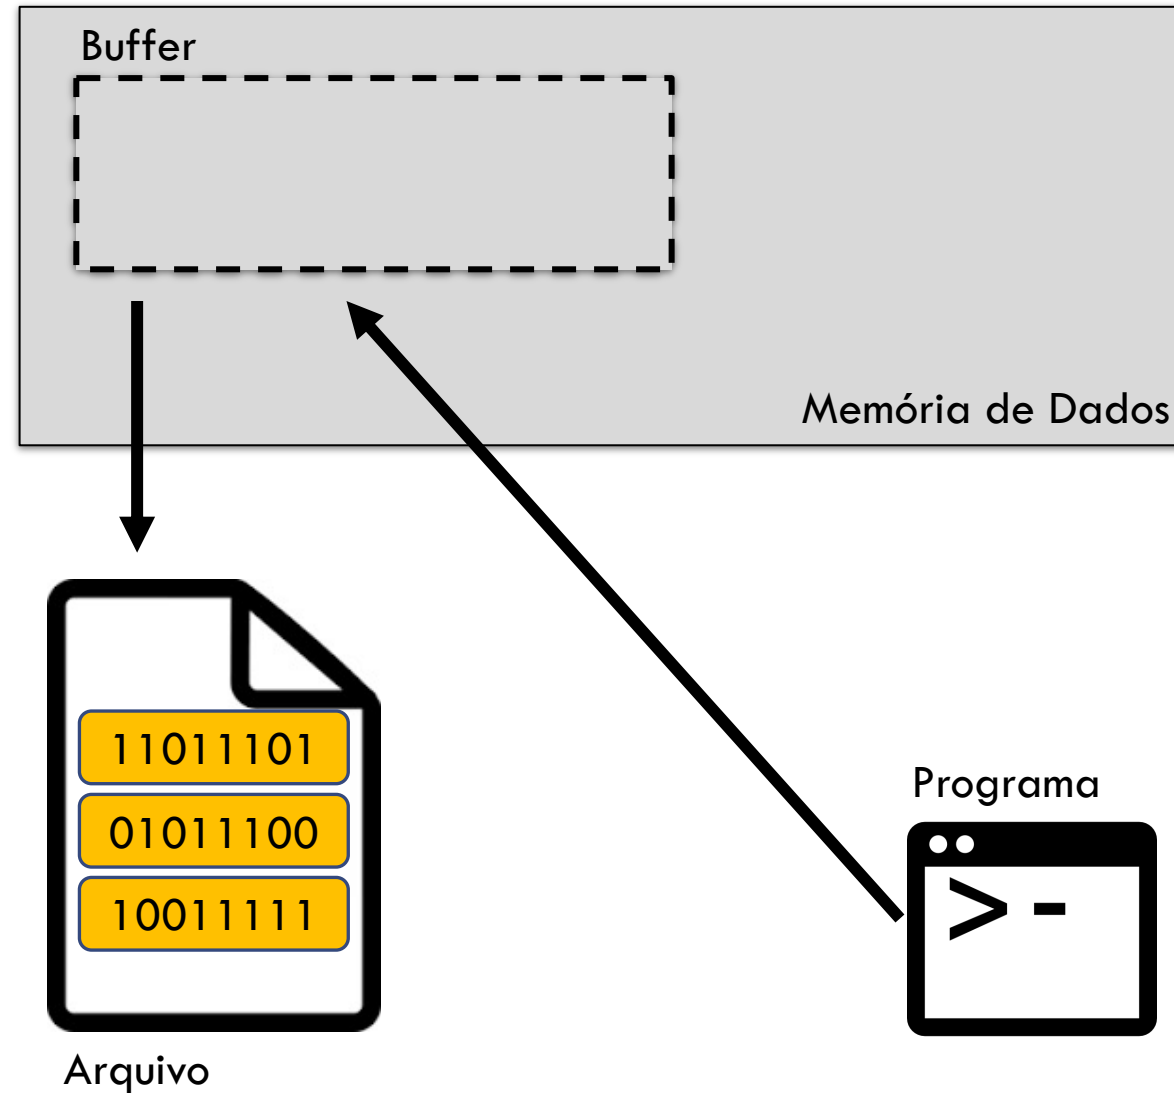 Buffer
Memória de Dados
11011101
01011100
10011111
Arquivo
Programa
> -